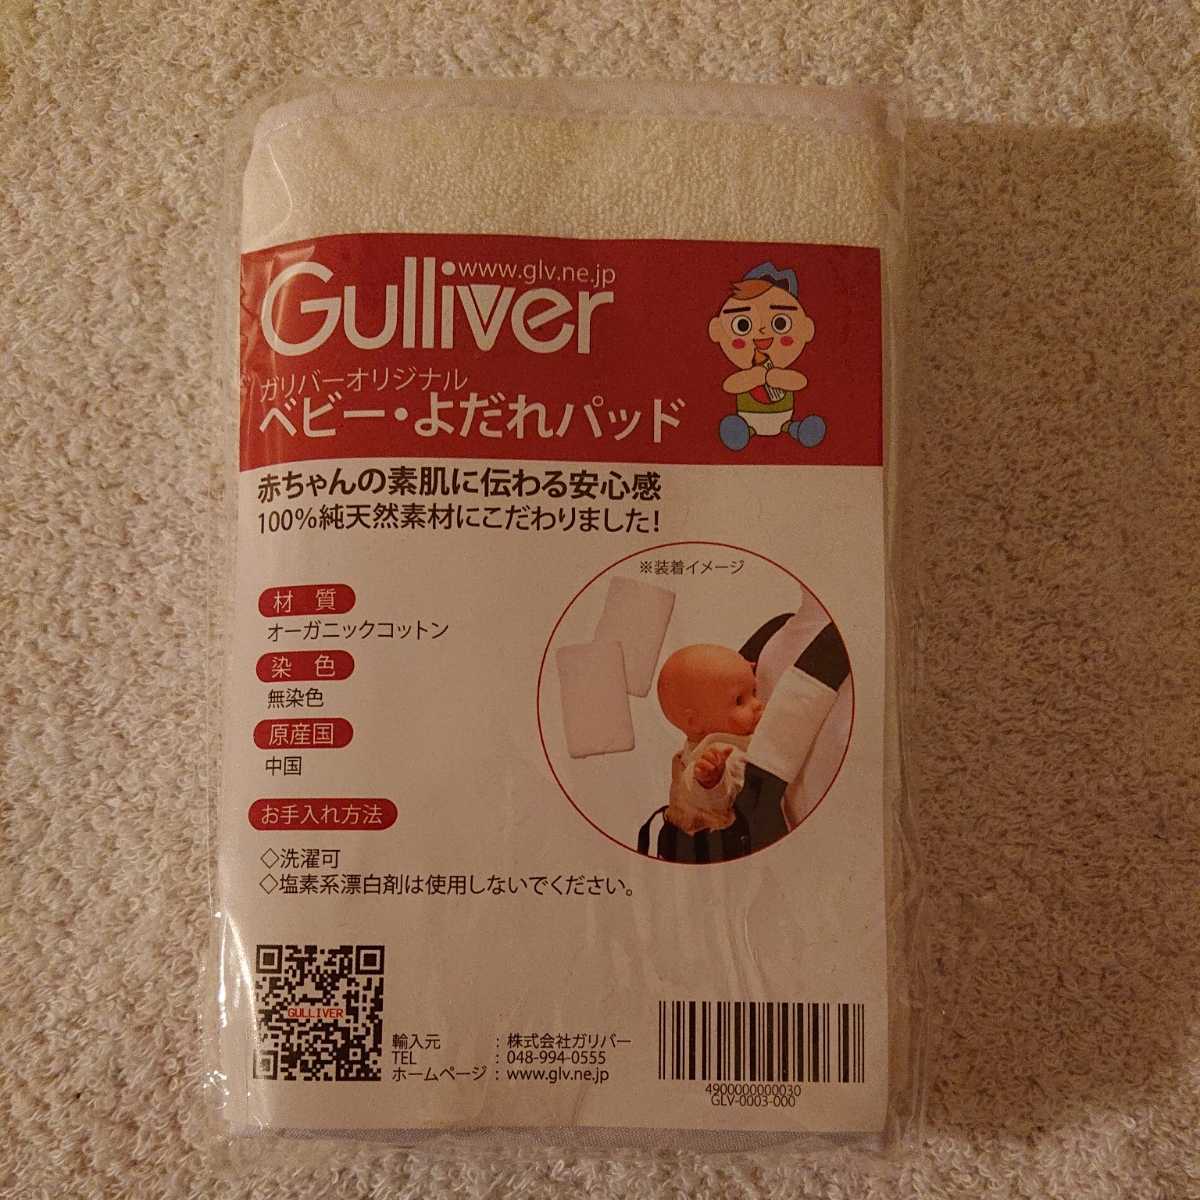 www.glv.ne.jp
Gulliver
ガリバーオリジナル
ベビー・よだれパッド
赤ちゃんの素肌に伝わる安心感
100%純天然素材にこだわりました!
※装着イメージ
材 質
オーガニックコットン
染 色
無染色
原産国
中国
お手入れ方法
◇洗濯可
◇塩素系漂白剤は使用しないでください。
GULLIVER
輸入元 : 株式会社ガリバー
TEL : 048-994-0555
ホームページ : www.glv.ne.jp
4900000000030
GLV-0003-000